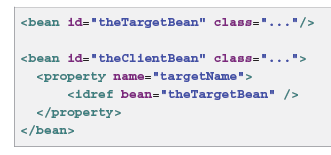 <bean id="theTargetBean" class="..."/>
<bean id="theClientBean" class="...">
<property name="targetName">
<idref bean="theTargetBean" />
</property>
</bean>